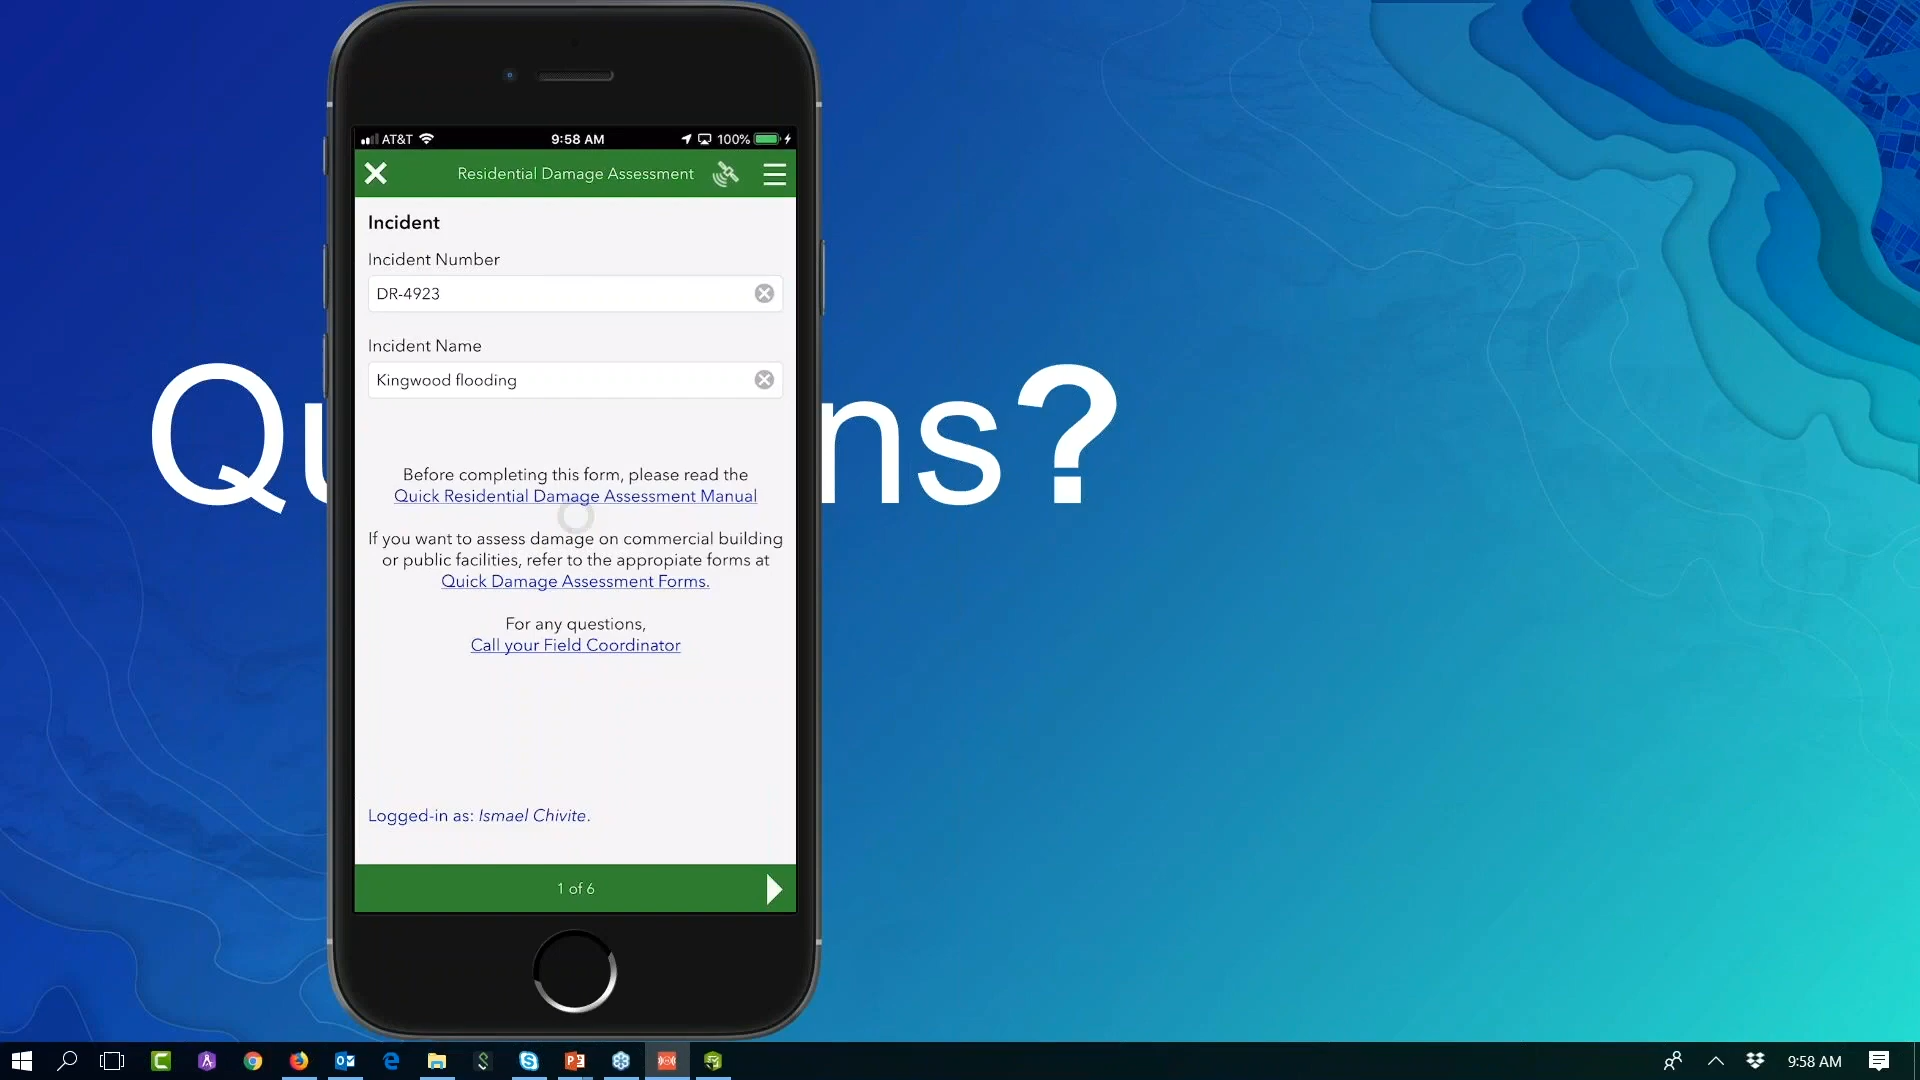 AT&T 9:58 AM 100%
Residential Damage Assessment
Incident
Incident Number
DR-4923
Incident Name
Kingwood flooding
Qu ns?
Before completing this form, please read the
Quick Residential Damage Assessment Manual
If you want to assess damage on commercial building
or public facilities, refer to the appropiate forms at
Quick Damage Assessment Forms.
For any questions,
Call your Field Coordinator
Logged-in as: Ismael Chivite.
1 of 6
9:58 AM